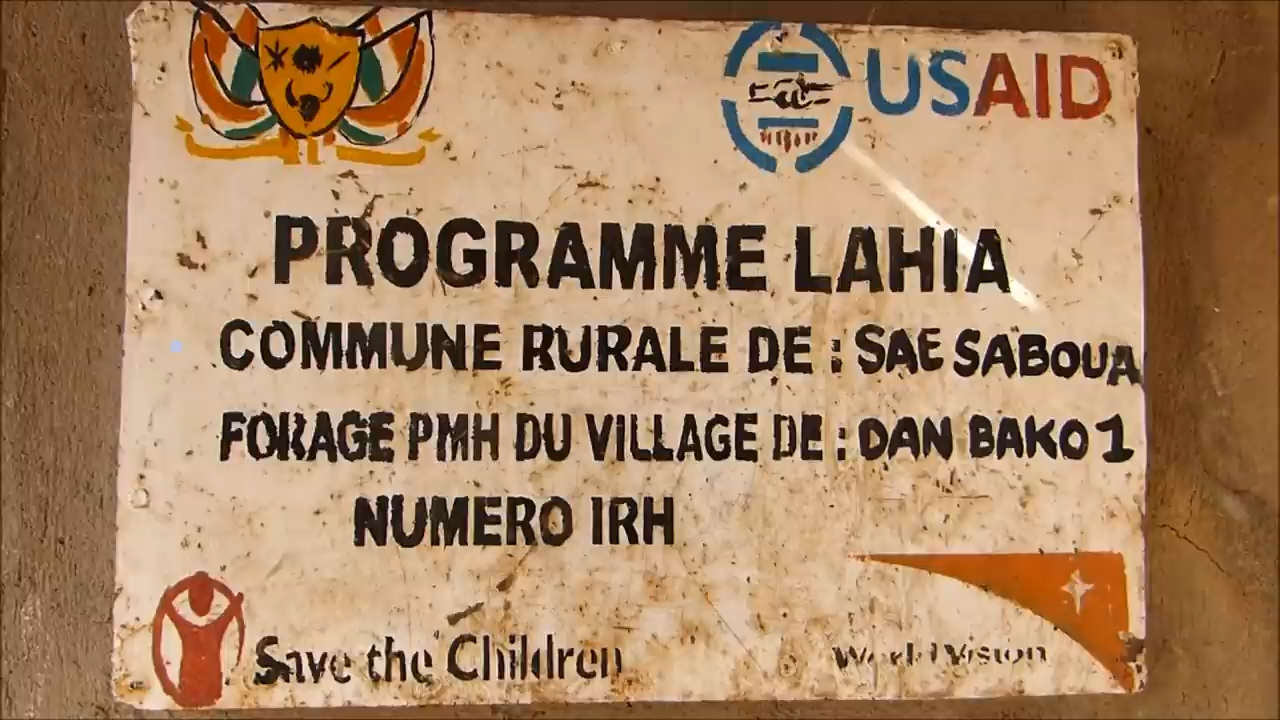 USAID
PROGRAMME LAHIA
COMMUNE RURALE DE : SAE SABOUA
FORAGE PMH DU VILLAGE DE : DAN BAKO 1
NUMERO IRH
Save the Children
World Vision